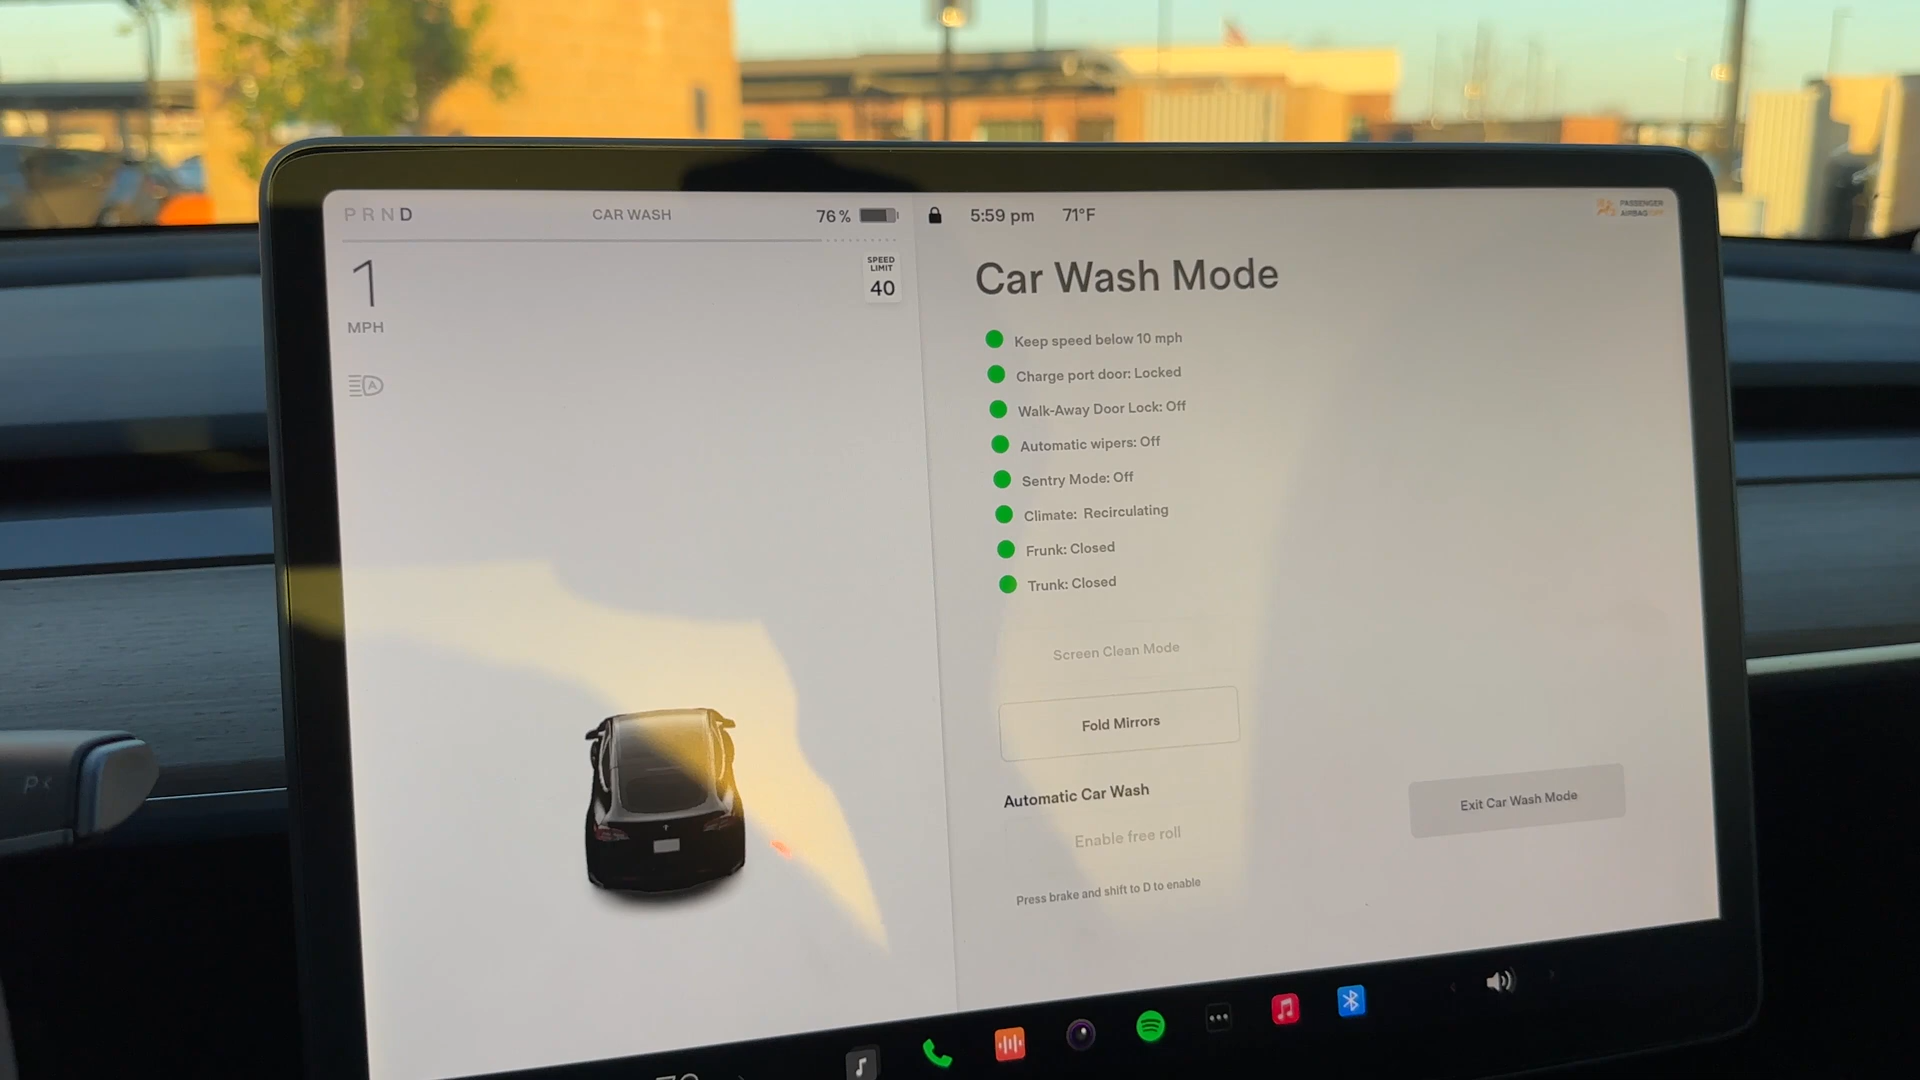 PRND
CAR WASH
76 %
5:59 pm
71°F
PASSENGER
AIRBAG OFF
1
MPH
SPEED
LIMIT
40
A
Car Wash Mode
Keep speed below 10 mph
Charge port door: Locked
Walk-Away Door Lock: Off
Automatic wipers: Off
Sentry Mode: Off
Climate: Recirculating
Frunk: Closed
Trunk: Closed
Screen Clean Mode
Fold Mirrors
Automatic Car Wash
Enable free roll
Press brake and shift to D to enable
Exit Car Wash Mode
P